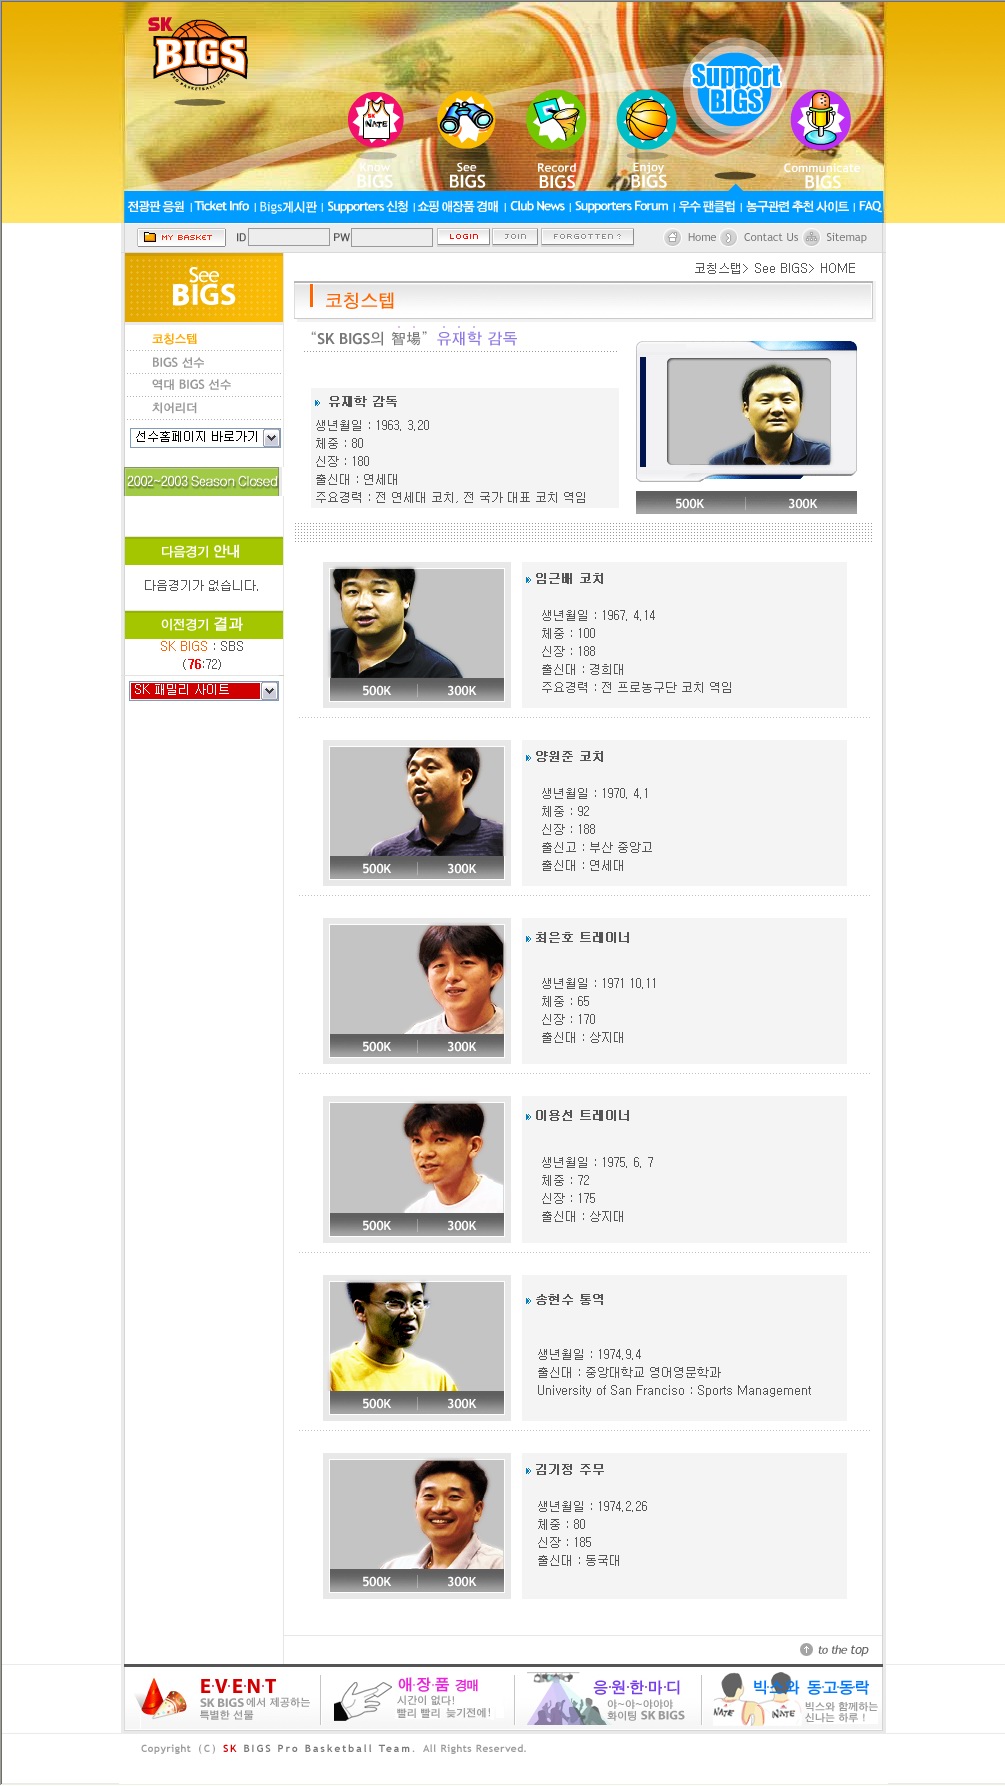 SK
BIGS
PRO BASKETBALL TEAM
SK
NATE
Know
BIGS
See
BIGS
Record
BIGS
Enjoy
BIGS
Support
BIGS
Communicate
BIGS
전광판 응원 | Ticket Info | Bigs게시판 | Supporters 신청 | 쇼핑 애장품 경매 | Club News | Supporters Forum | 우수 팬클럽 | 농구관련 추천 사이트 | FAQ
MY BASKET ID PW LOGIN JOIN FORGOTTEN ? Home Contact Us Sitemap
See
BIGS
코칭스텝
BIGS 선수
역대 BIGS 선수
치어리더
선수홈페이지 바로가기
2002~2003 Season Closed
다음경기 안내
다음경기가 없습니다.
이전경기 결과
SK BIGS : SBS
(76:72)
SK 패밀리 사이트
코칭스탭> See BIGS> HOME
코칭스텝
“SK BIGS의 智場” 유재학 감독
유재학 감독
생년월일 : 1963. 3.20
체중 : 80
신장 : 180
출신대 : 연세대
주요경력 : 전 연세대 코치, 전 국가 대표 코치 역임
500K 300K
임근배 코치
생년월일 : 1967. 4.14
체중 : 100
신장 : 188
출신대 : 경희대
주요경력 : 전 프로농구단 코치 역임
500K 300K
양원준 코치
생년월일 : 1970. 4.1
체중 : 92
신장 : 188
출신고 : 부산 중앙고
출신대 : 연세대
500K 300K
최은호 트레이너
생년월일 : 1971 10.11
체중 : 65
신장 : 170
출신대 : 상지대
500K 300K
이용선 트레이너
생년월일 : 1975. 6. 7
체중 : 72
신장 : 175
출신대 : 상지대
500K 300K
송현수 통역
생년월일 : 1974.9.4
출신대 : 중앙대학교 영어영문학과
University of San Franciso : Sports Management
500K 300K
김기정 주무
생년월일 : 1974.2.26
체중 : 80
신장 : 185
출신대 : 동국대
500K 300K
to the top
E·V·E·N·T
SK BIGS에서 제공하는
특별한 선물
애·장·품 경매
시간이 없다!
빨리 빨리 늦기전에!
응·원·한·마·디
야~야~야야야
화이팅 SK BIGS
NATE NATE
빅스와 동고동락
빅스와 함께하는
신나는 하루 !
Copyright (C) SK BIGS Pro Basketball Team. All Rights Reserved.